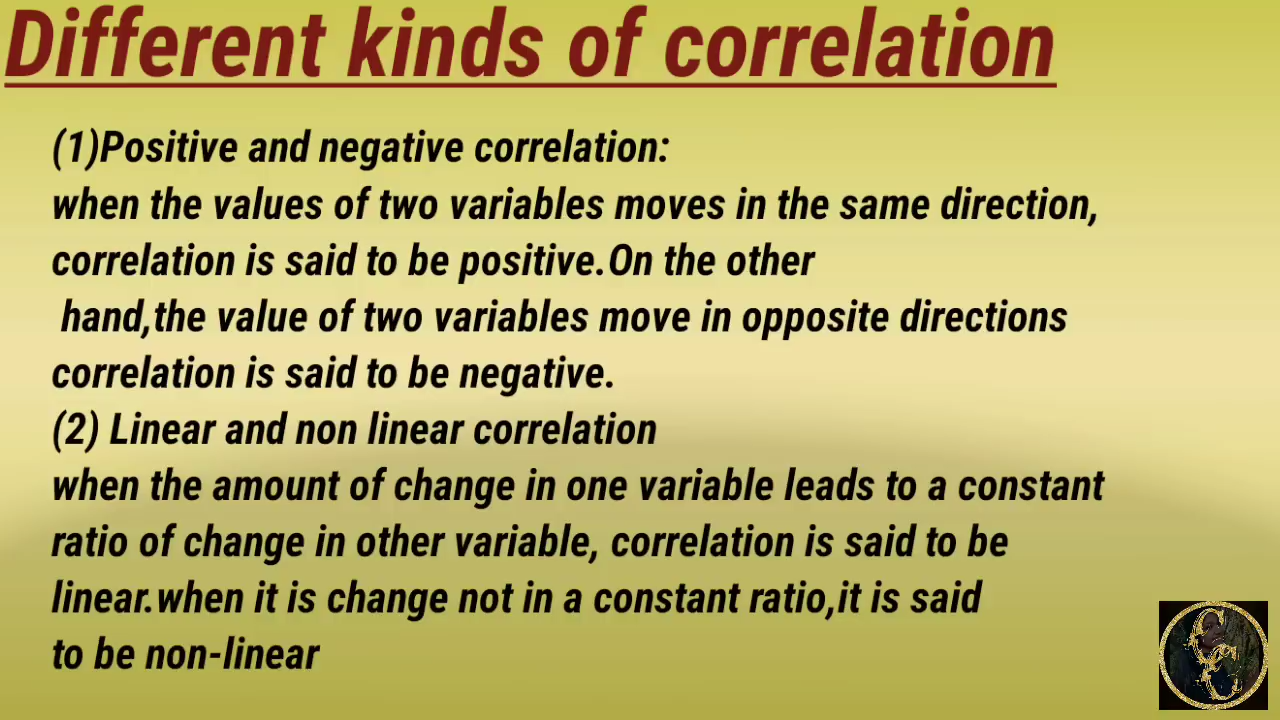 Different kinds of correlation
(1)Positive and negative correlation:
when the values of two variables moves in the same direction,
correlation is said to be positive.On the other
hand,the value of two variables move in opposite directions
correlation is said to be negative.
(2) Linear and non linear correlation
when the amount of change in one variable leads to a constant
ratio of change in other variable, correlation is said to be
linear.when it is change not in a constant ratio,it is said
to be non-linear